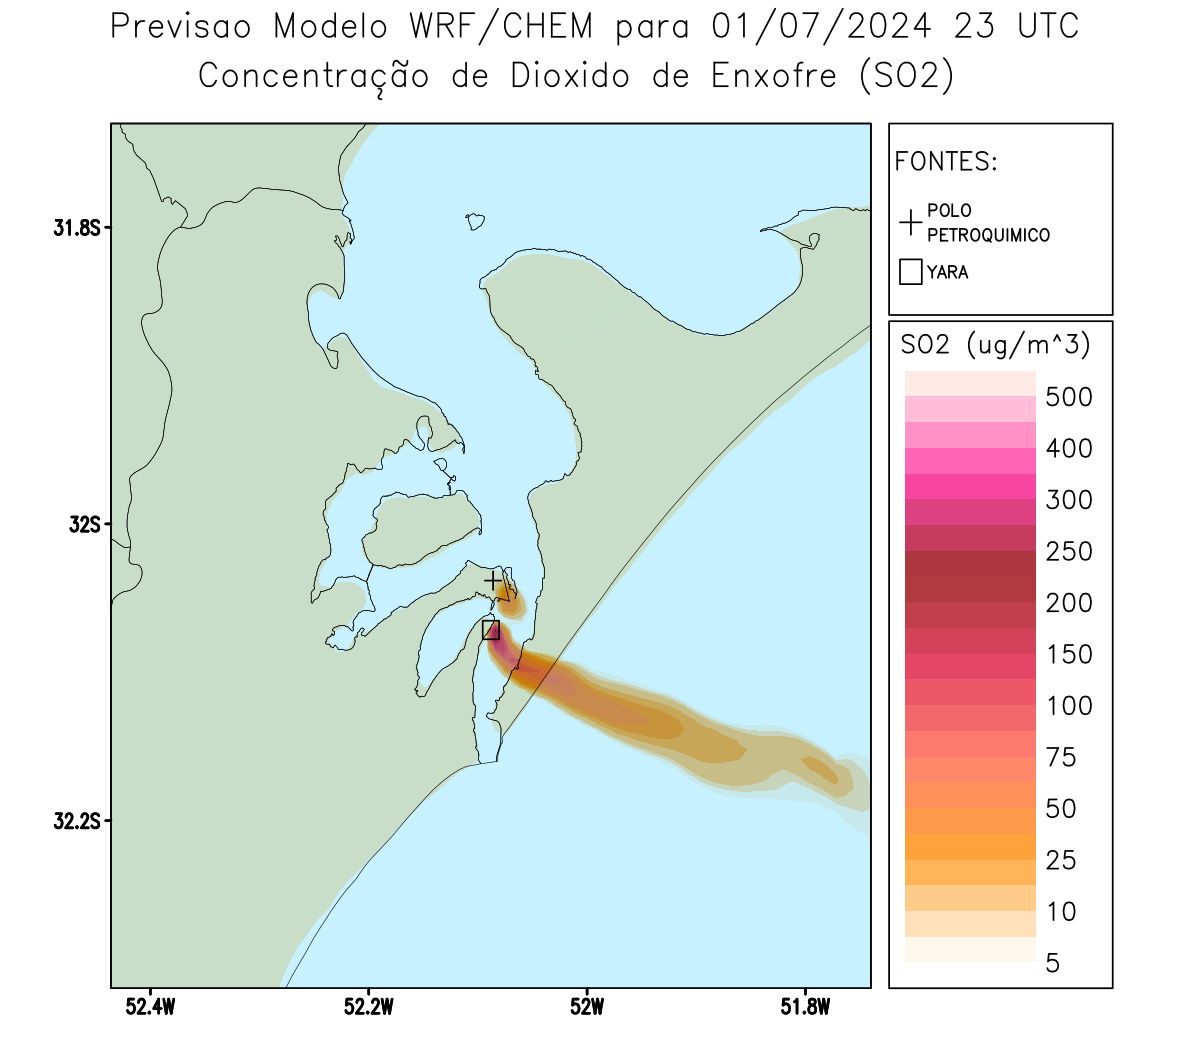 Previsao Modelo WRF/CHEM para 01/07/2024 23 UTC
Concentração de Dioxido de Enxofre (SO2)
FONTES:
POLO
PETROQUIMICO
YARA
SO2 (ug/m^3)
500
400
300
250
200
150
100
75
50
25
10
5
31.8S
32S
32.2S
52.4W
52.2W
52W
51.8W